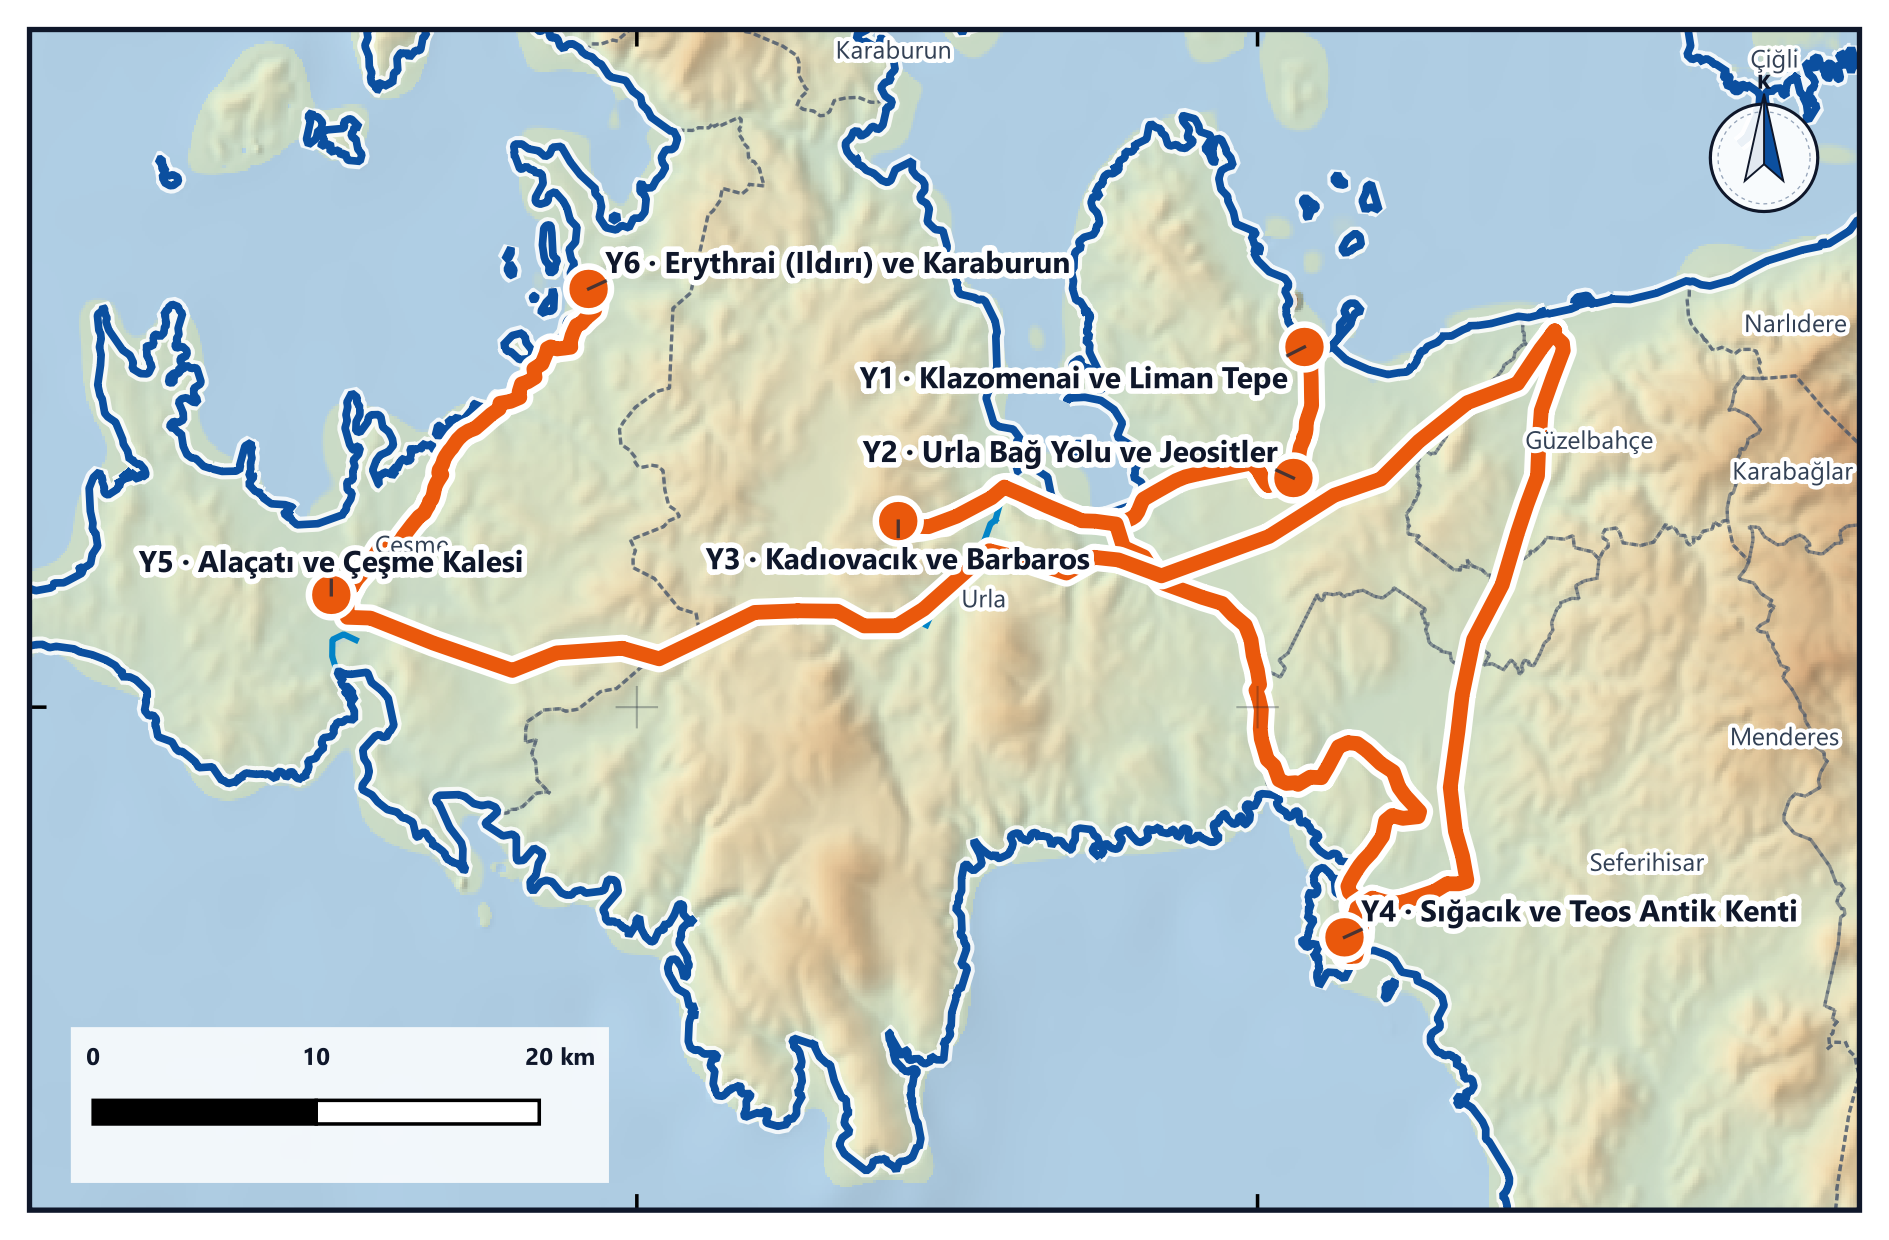 Karaburun
Çiğli
K
Y6 · Erythrai (Ildırı) ve Karaburun
Narlıdere
Y1 · Klazomenai ve Liman Tepe
Güzelbahçe
Y2 · Urla Bağ Yolu ve Jeositler
Karabağlar
Çeşme
Y5 · Alaçatı ve Çeşme Kalesi
Y3 · Kadıovacık ve Barbaros
Urla
Menderes
Seferihisar
Y4 · Sığacık ve Teos Antik Kenti
0 10 20 km